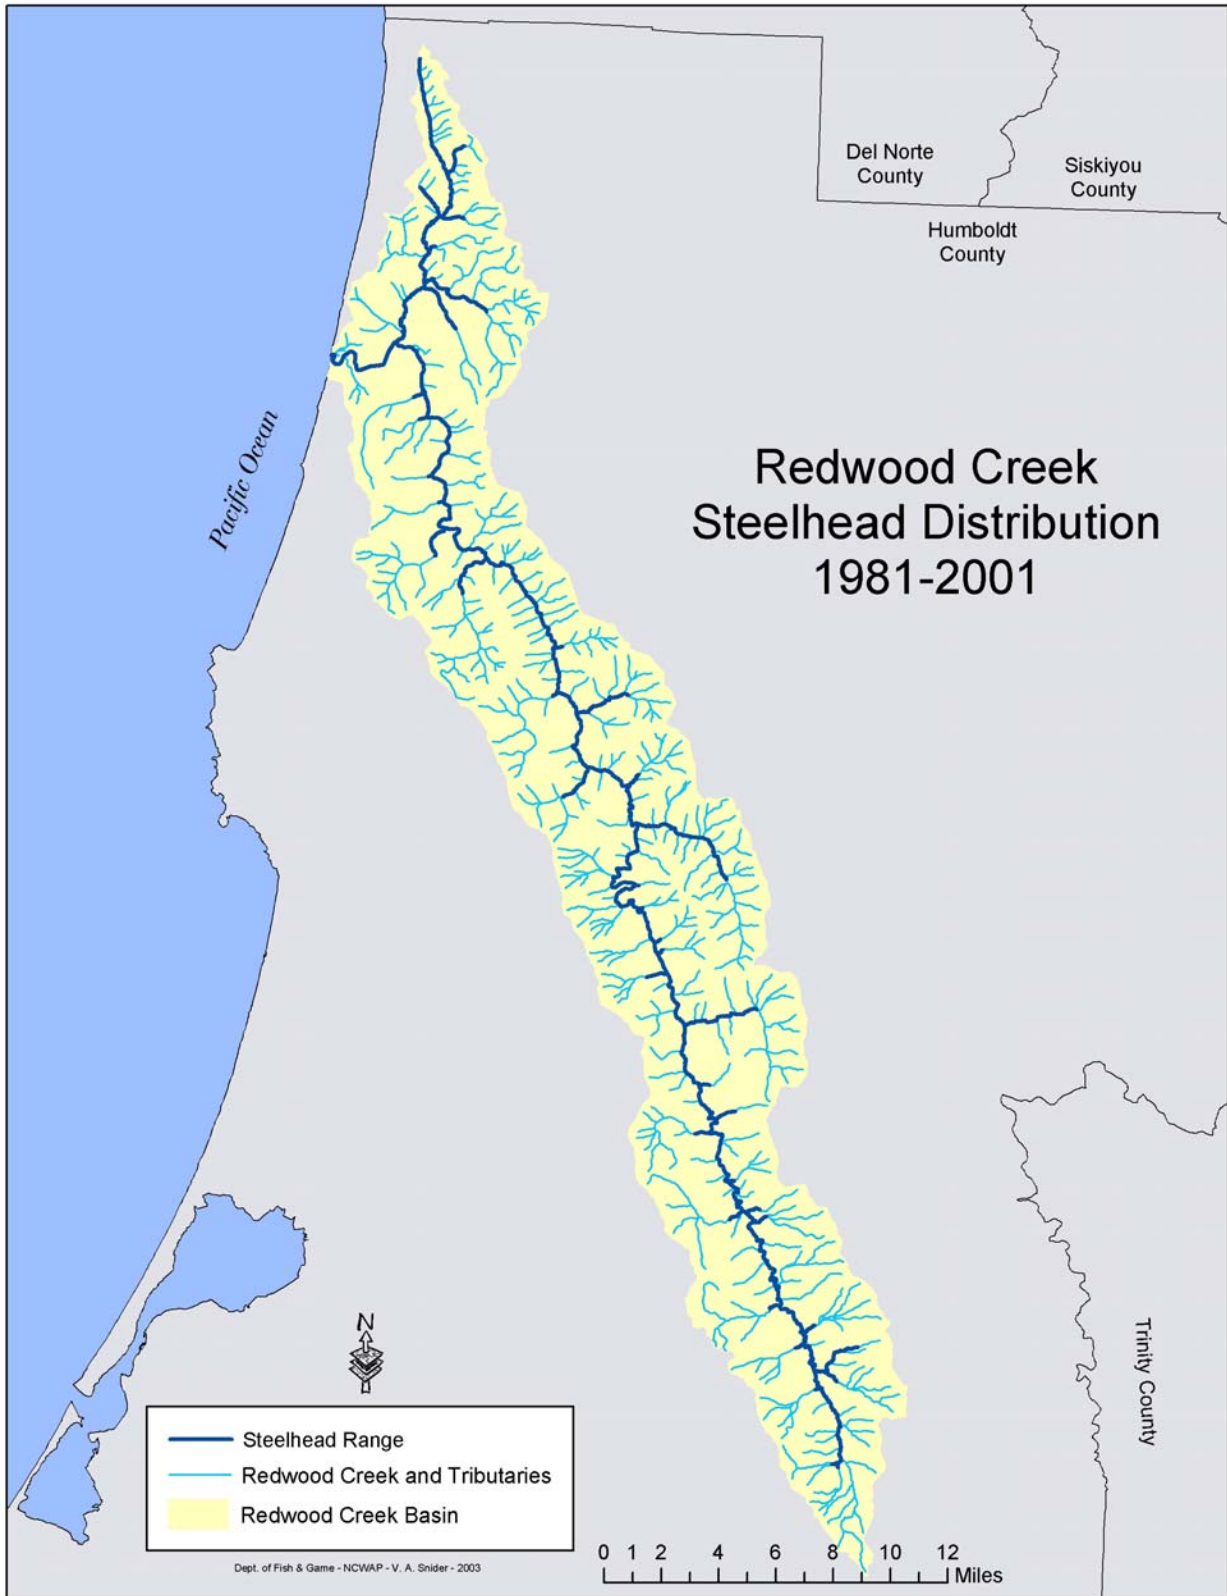 Del Norte
County
Siskiyou
County
Humboldt
County
Pacific Ocean
Redwood Creek
Steelhead Distribution
1981-2001
Trinity County
N
Steelhead Range
Redwood Creek and Tributaries
Redwood Creek Basin
Dept. of Fish & Game - NCWAP - V. A. Snider - 2003
0 1 2 4 6 8 10 12
Miles